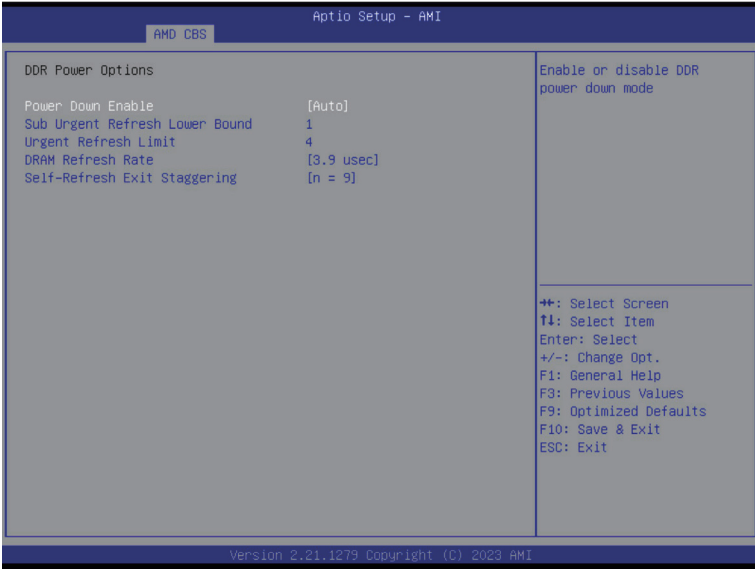 Aptio Setup - AMI
AMD CBS
DDR Power Options
Power Down Enable [Auto]
Sub Urgent Refresh Lower Bound 1
Urgent Refresh Limit 4
DRAM Refresh Rate [3.9 usec]
Self-Refresh Exit Staggering [n = 9]
Enable or disable DDR
power down mode
→←: Select Screen
↑↓: Select Item
Enter: Select
+/-: Change Opt.
F1: General Help
F3: Previous Values
F9: Optimized Defaults
F10: Save & Exit
ESC: Exit
Version 2.21.1279 Copyright (C) 2023 AMI